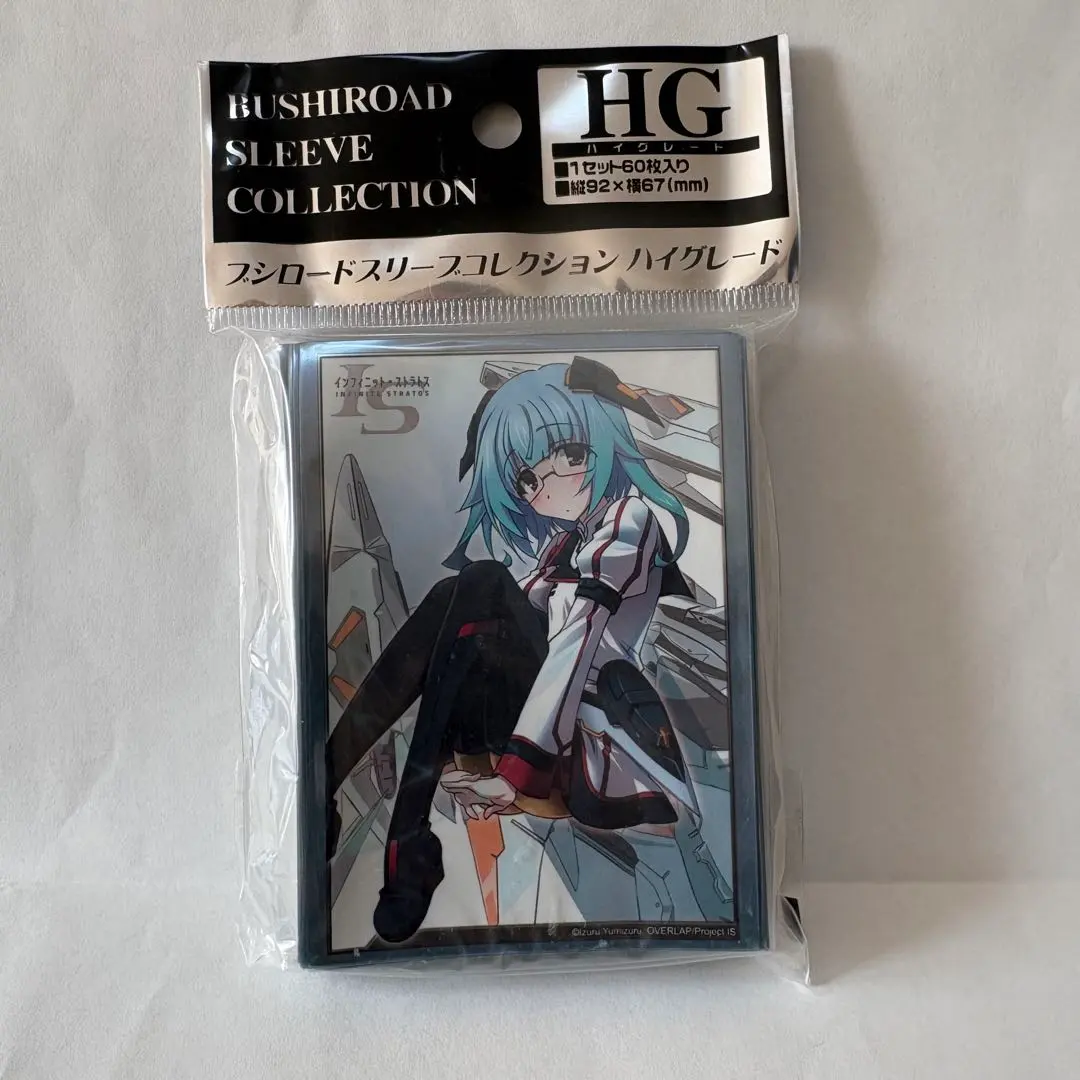 BUSHIROAD
SLEEVE
COLLECTION
HG
ハイグレード
■1セット60枚入り
■縦92×横67(mm)
ブシロードスリーブコレクション ハイグレード
インフィニット・ストラトス
INFINITE STRATOS
IS
©Izuru Yumizuru, OVERLAP/Project IS